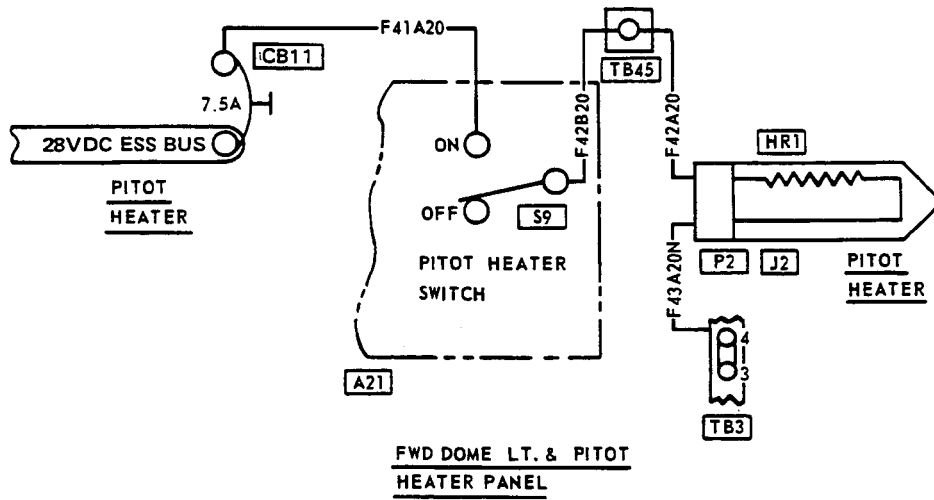 F41A20
CB11
7.5A
28VDC ESS BUS
PITOT
HEATER
ON
OFF
S9
PITOT HEATER
SWITCH
A21
F42B20
TB45
F42A20
HR1
P2
J2
PITOT
HEATER
F43A20N
4
3
TB3
FWD DOME LT. & PITOT
HEATER PANEL